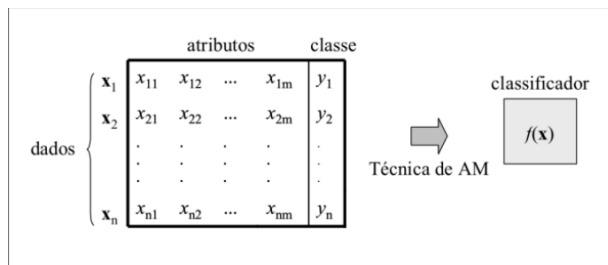 atributos classe
x₁ x₁₁ x₁₂ ... x₁ₘ y₁
classificador
x₂ x₂₁ x₂₂ ... x₂ₘ y₂
dados
. . . . .
. . . . .
. . . . .
f(x)
Técnica de AM
xₙ xₙ₁ xₙ₂ ... xₙₘ yₙ